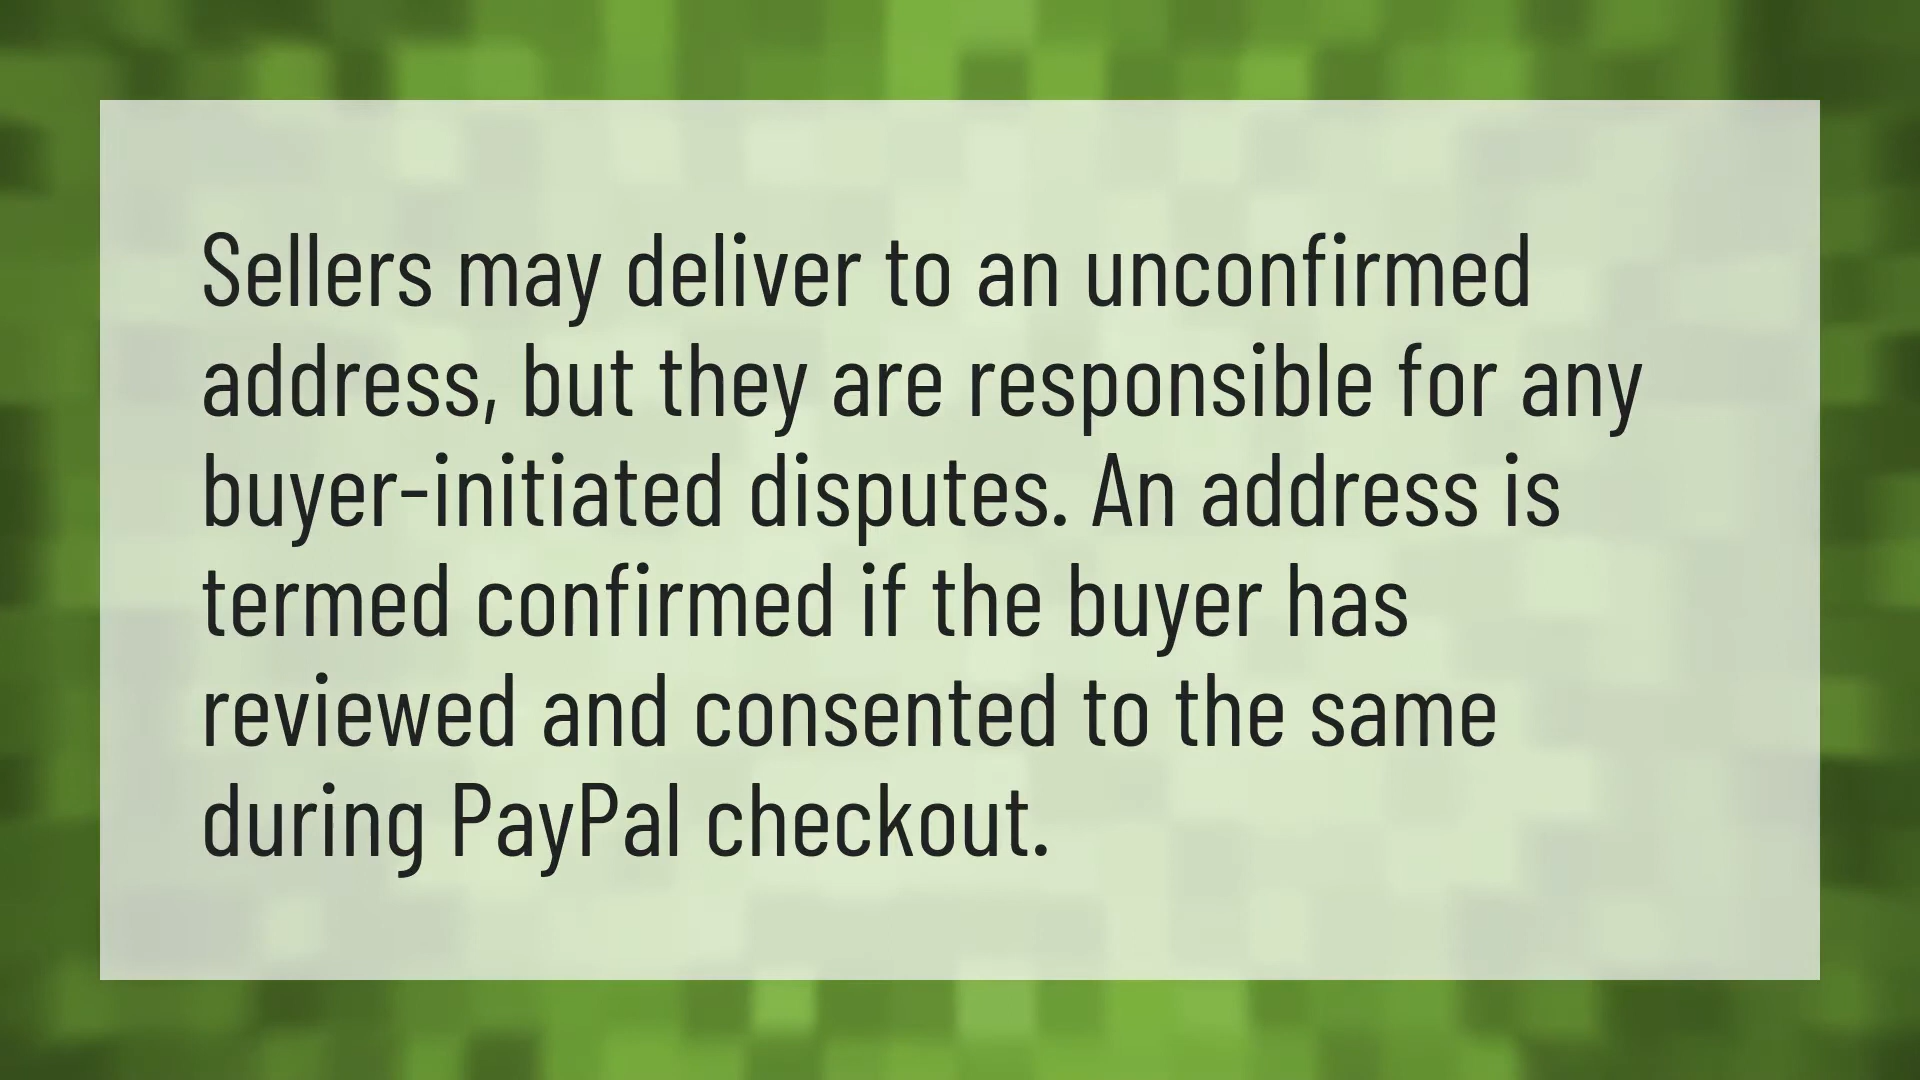 Sellers may deliver to an unconfirmed
address, but they are responsible for any
buyer-initiated disputes. An address is
termed confirmed if the buyer has
reviewed and consented to the same
during PayPal checkout.